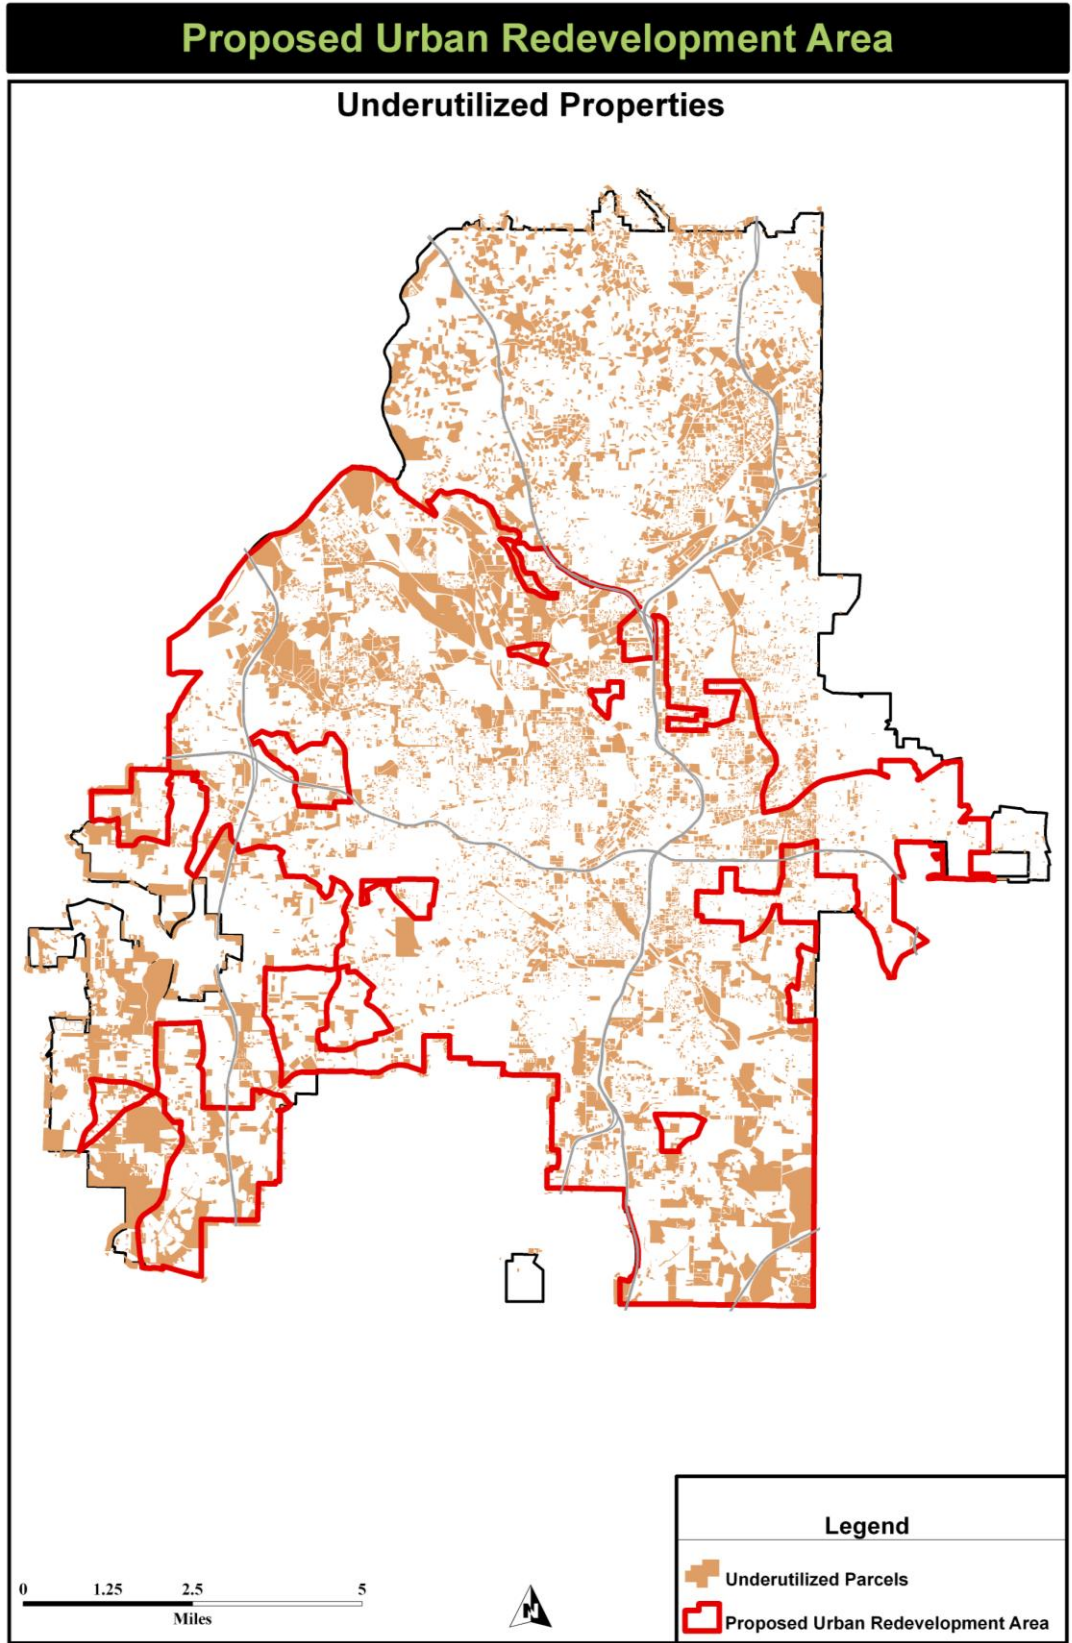 Proposed Urban Redevelopment Area
Underutilized Properties
Legend
Underutilized Parcels
Proposed Urban Redevelopment Area
0 1.25 2.5 5
Miles
N